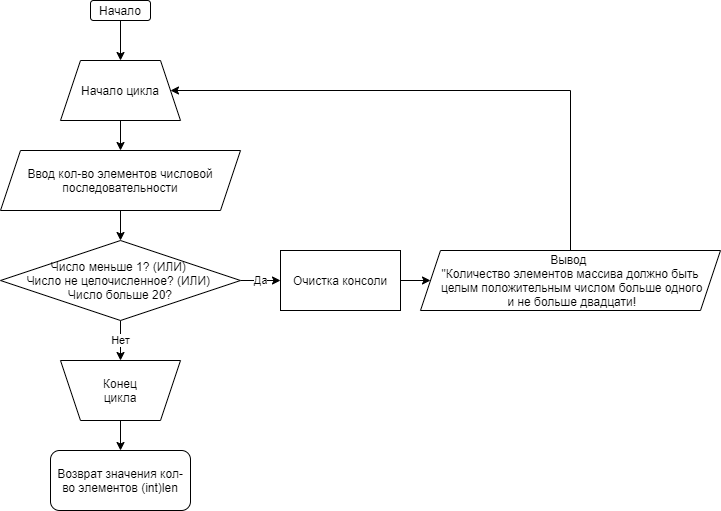 Начало
Начало цикла
Ввод кол-во элементов числовой
последовательности
Число меньше 1? (ИЛИ)
Число не целочисленное? (ИЛИ)
Число больше 20?
Да
Очистка консоли
Вывод
"Количество элементов массива должно быть
целым положительным числом больше одного
и не больше двадцати!
Нет
Конец
цикла
Возврат значения кол-
во элементов (int)len